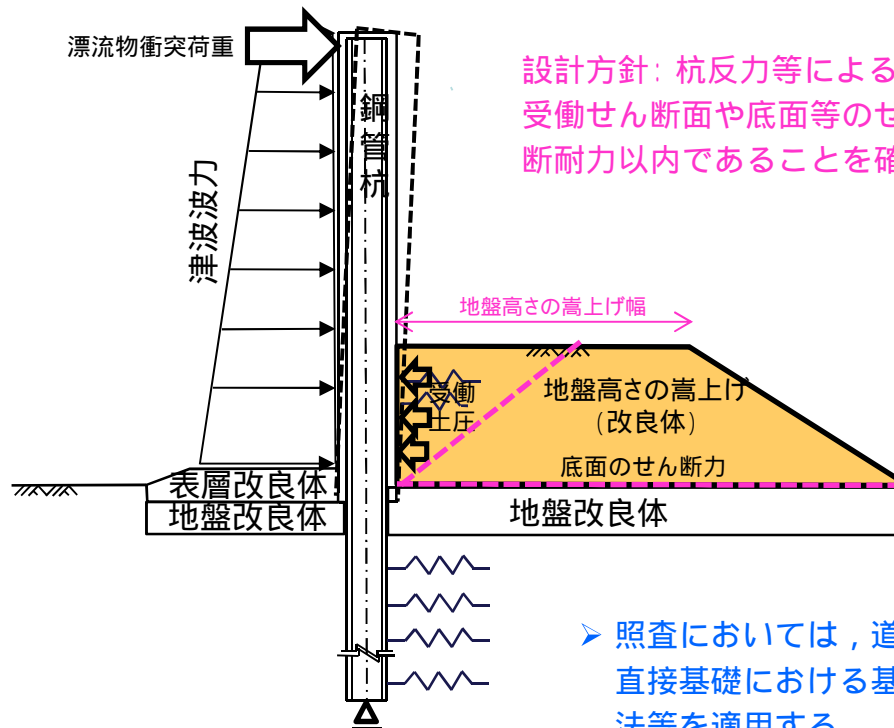 漂流物衝突荷重
設計方針：杭反力等による
受働せん断面や底面等のせ
断耐力以内であることを確
鋼管杭
津波波力
地盤高さの嵩上げ幅
受働
土圧
地盤高さの嵩上げ
(改良体)
底面のせん断力
表層改良体
地盤改良体
地盤改良体
➢ 照査においては，道
直接基礎における基
法等を適用する